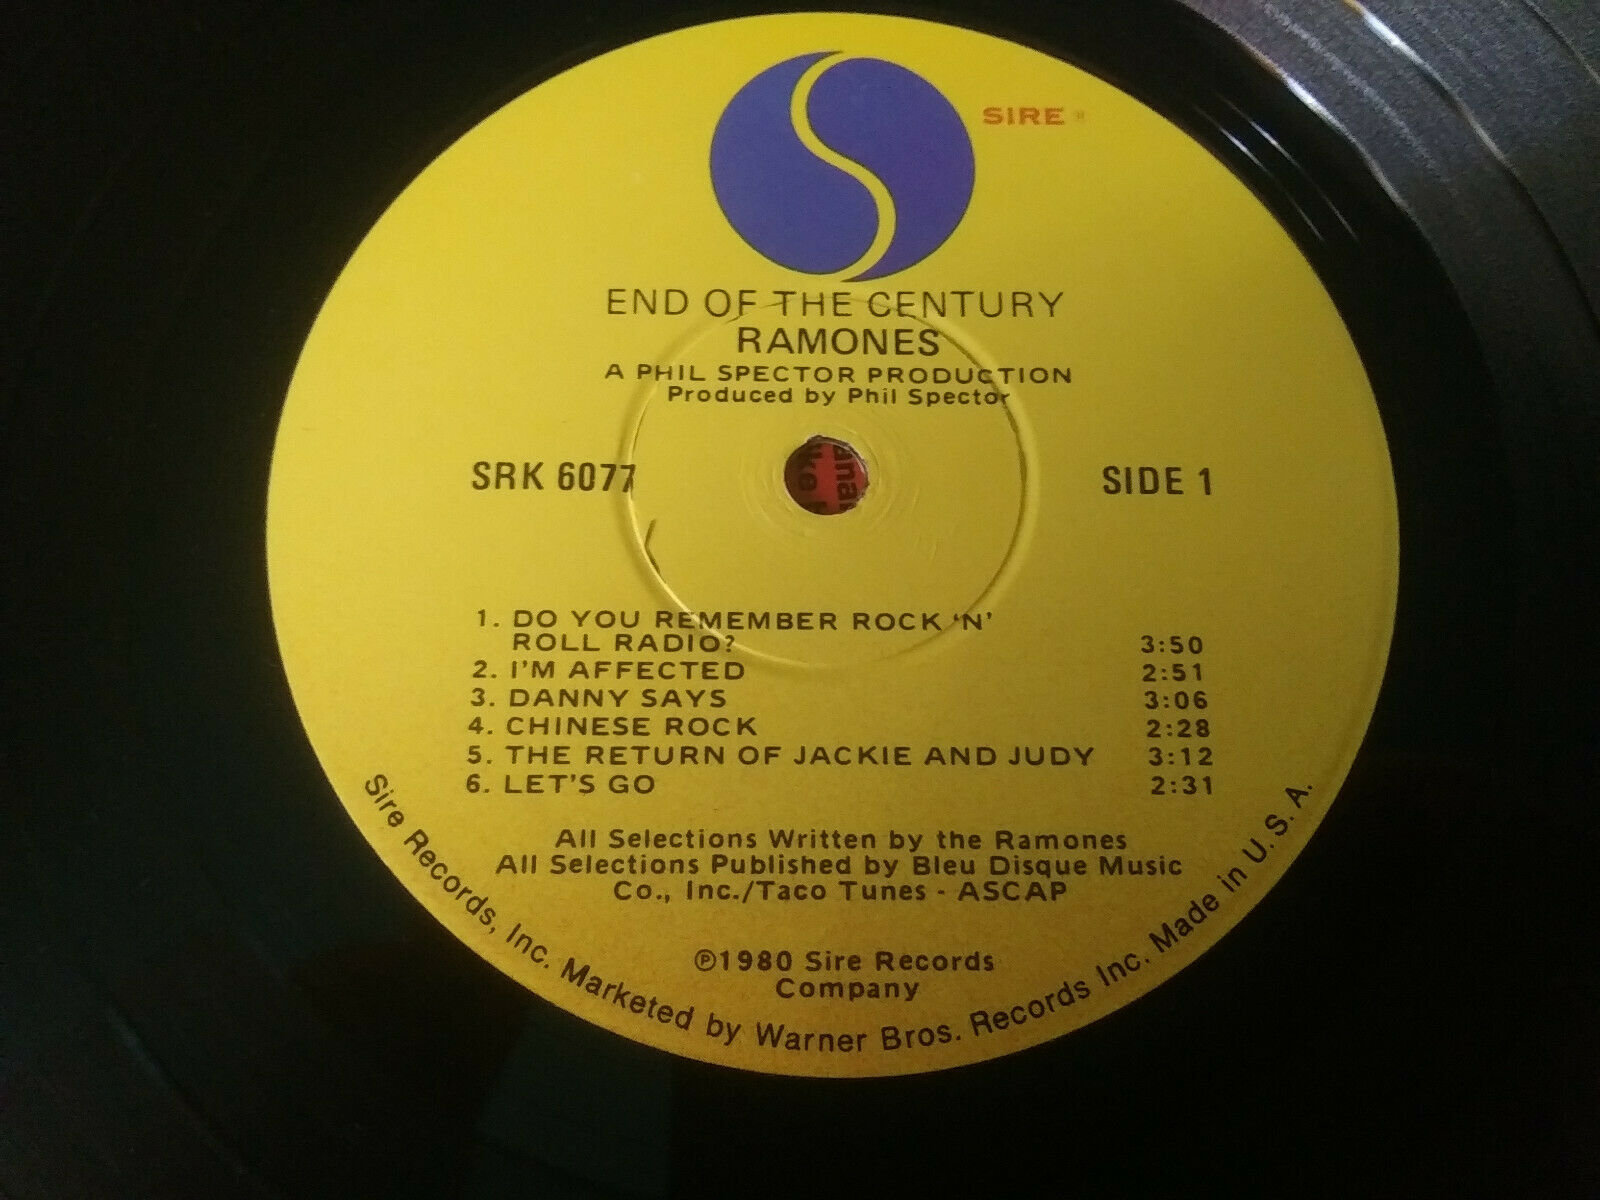 SIRE ®
END OF THE CENTURY
RAMONES
A PHIL SPECTOR PRODUCTION
Produced by Phil Spector
SRK 6077
SIDE 1
1. DO YOU REMEMBER ROCK 'N'
ROLL RADIO? 3:50
2. I'M AFFECTED 2:51
3. DANNY SAYS 3:06
4. CHINESE ROCK 2:28
5. THE RETURN OF JACKIE AND JUDY 3:12
6. LET'S GO 2:31
All Selections Written by the Ramones
All Selections Published by Bleu Disque Music
Co., Inc./Taco Tunes - ASCAP
℗1980 Sire Records
Company
Sire Records, Inc. Marketed by Warner Bros. Records Inc. Made in U. S. A.